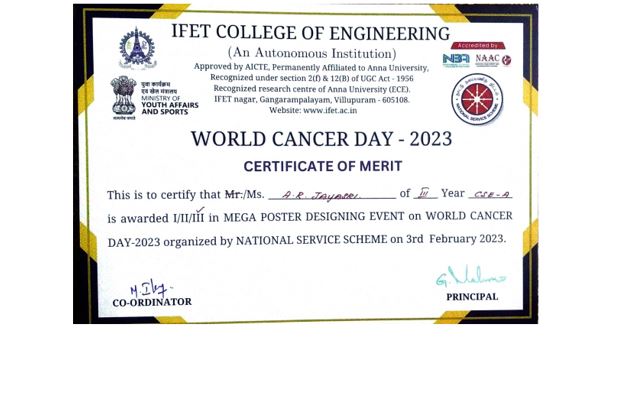 IFET COLLEGE OF ENGINEERING
(An Autonomous Institution)
Approved by AICTE, Permanently Affiliated to Anna University,
Recognized under section 2(f) & 12(B) of UGC Act - 1956
Recognized research centre of Anna University (ECE).
IFET nagar, Gangarampalayam, Villupuram - 605108.
Website: www.ifet.ac.in
युवा कार्यक्रम
एवं खेल मंत्रालय
MINISTRY OF
YOUTH AFFAIRS
AND SPORTS
Accredited by
NBA NAAC
NATIONAL SERVICE SCHEME
WORLD CANCER DAY - 2023
CERTIFICATE OF MERIT
This is to certify that Mr./Ms. A.R. JAYASRI. of III Year CSE-A
is awarded I/II/III in MEGA POSTER DESIGNING EVENT on WORLD CANCER
DAY-2023 organized by NATIONAL SERVICE SCHEME on 3rd February 2023.
CO-ORDINATOR
PRINCIPAL